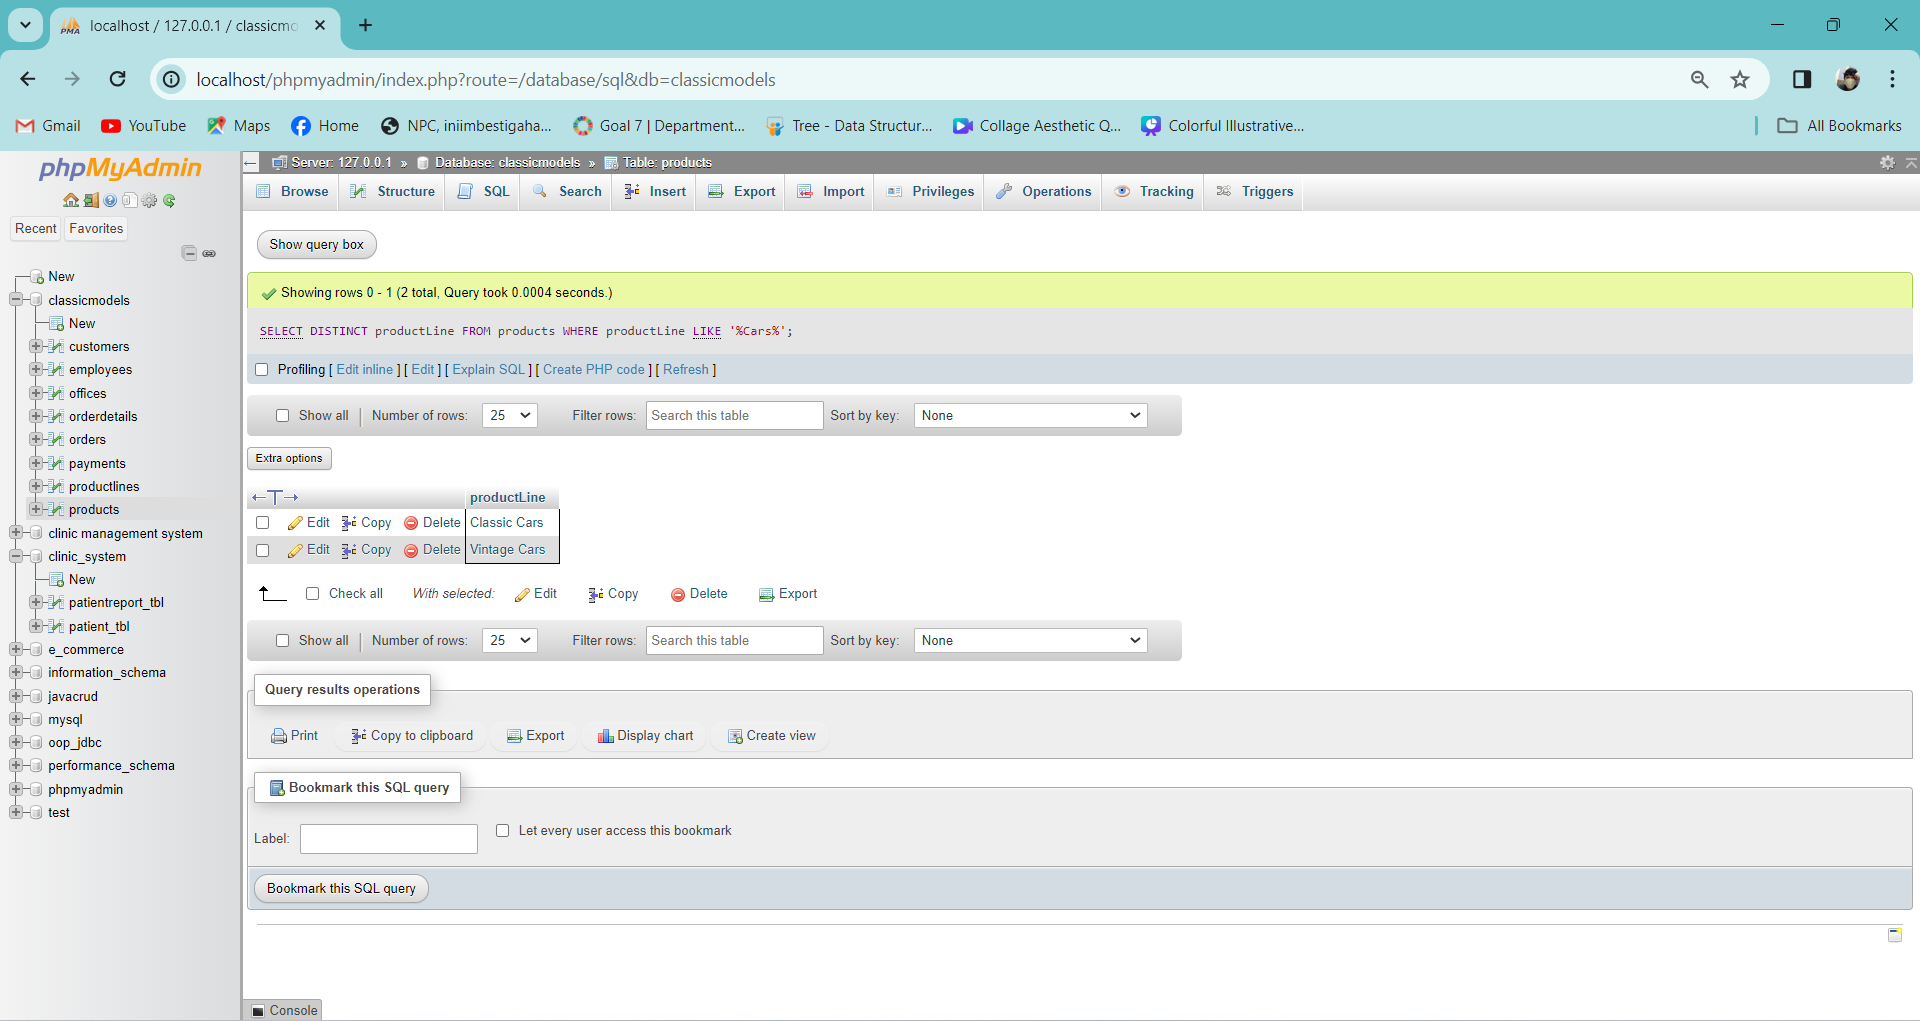 localhost / 127.0.0.1 / classicmo
localhost/phpmyadmin/index.php?route=/database/sql&db=classicmodels
Gmail YouTube Maps Home NPC, iniimbestigaha... Goal 7 | Department... Tree - Data Structur... Collage Aesthetic Q... Colorful Illustrative... All Bookmarks
phpMyAdmin
Recent Favorites
New
classicmodels
New
customers
employees
offices
orderdetails
orders
payments
productlines
products
clinic management system
clinic_system
New
patientreport_tbl
patient_tbl
e_commerce
information_schema
javacrud
mysql
oop_jdbc
performance_schema
phpmyadmin
test
Server: 127.0.0.1 » Database: classicmodels » Table: products
Browse Structure SQL Search Insert Export Import Privileges Operations Tracking Triggers
Show query box
Showing rows 0 - 1 (2 total, Query took 0.0004 seconds.)
SELECT DISTINCT productLine FROM products WHERE productLine LIKE '%Cars%';
Profiling [ Edit inline ] [ Edit ] [ Explain SQL ] [ Create PHP code ] [ Refresh ]
Show all Number of rows: 25 Filter rows: Search this table Sort by key: None
Extra options
productLine
Edit Copy Delete Classic Cars
Edit Copy Delete Vintage Cars
Check all With selected: Edit Copy Delete Export
Show all Number of rows: 25 Filter rows: Search this table Sort by key: None
Query results operations
Print Copy to clipboard Export Display chart Create view
Bookmark this SQL query
Label: Let every user access this bookmark
Bookmark this SQL query
Console